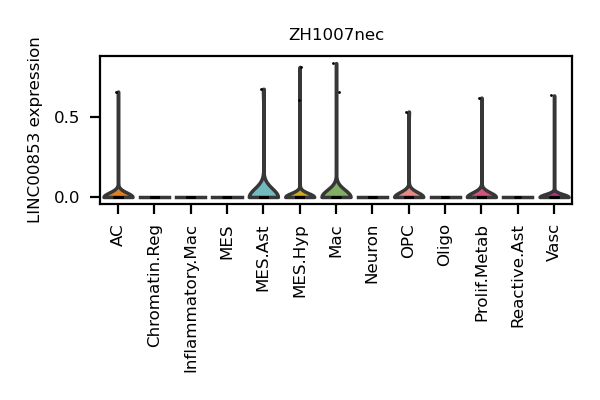 ZH1007nec
LINC00853 expression
0.5
0.0
AC
Chromatin.Reg
Inflammatory.Mac
MES
MES.Ast
MES.Hyp
Mac
Neuron
OPC
Oligo
Prolif.Metab
Reactive.Ast
Vasc